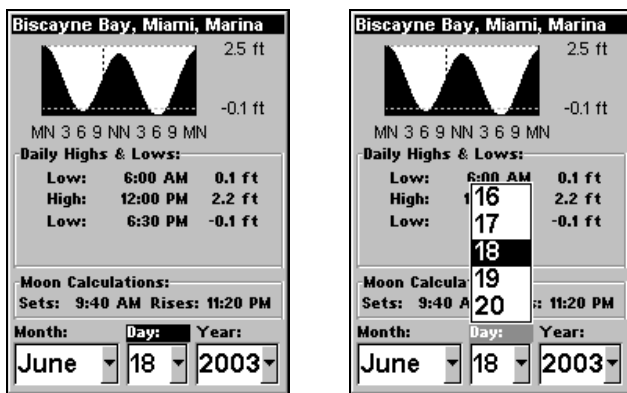 Biscayne Bay, Miami, Marina
2.5 ft
-0.1 ft
MN 3 6 9 NN 3 6 9 MN
Daily Highs & Lows:
Low: 6:00 AM 0.1 ft
High: 12:00 PM 2.2 ft
Low: 6:30 PM -0.1 ft
Moon Calculations:
Sets: 9:40 AM Rises: 11:20 PM
Month: Day: Year:
June 18 2003
Biscayne Bay, Miami, Marina
2.5 ft
-0.1 ft
MN 3 6 9 NN 3 6 9 MN
Daily Highs & Lows:
Low: 6:00 AM 0.1 ft
High: 1 2.2 ft
Low: -0.1 ft
16
17
18
19
20
Moon Calcula
Sets: 9:40 A s: 11:20 PM
Month: Day: Year:
June 18 2003